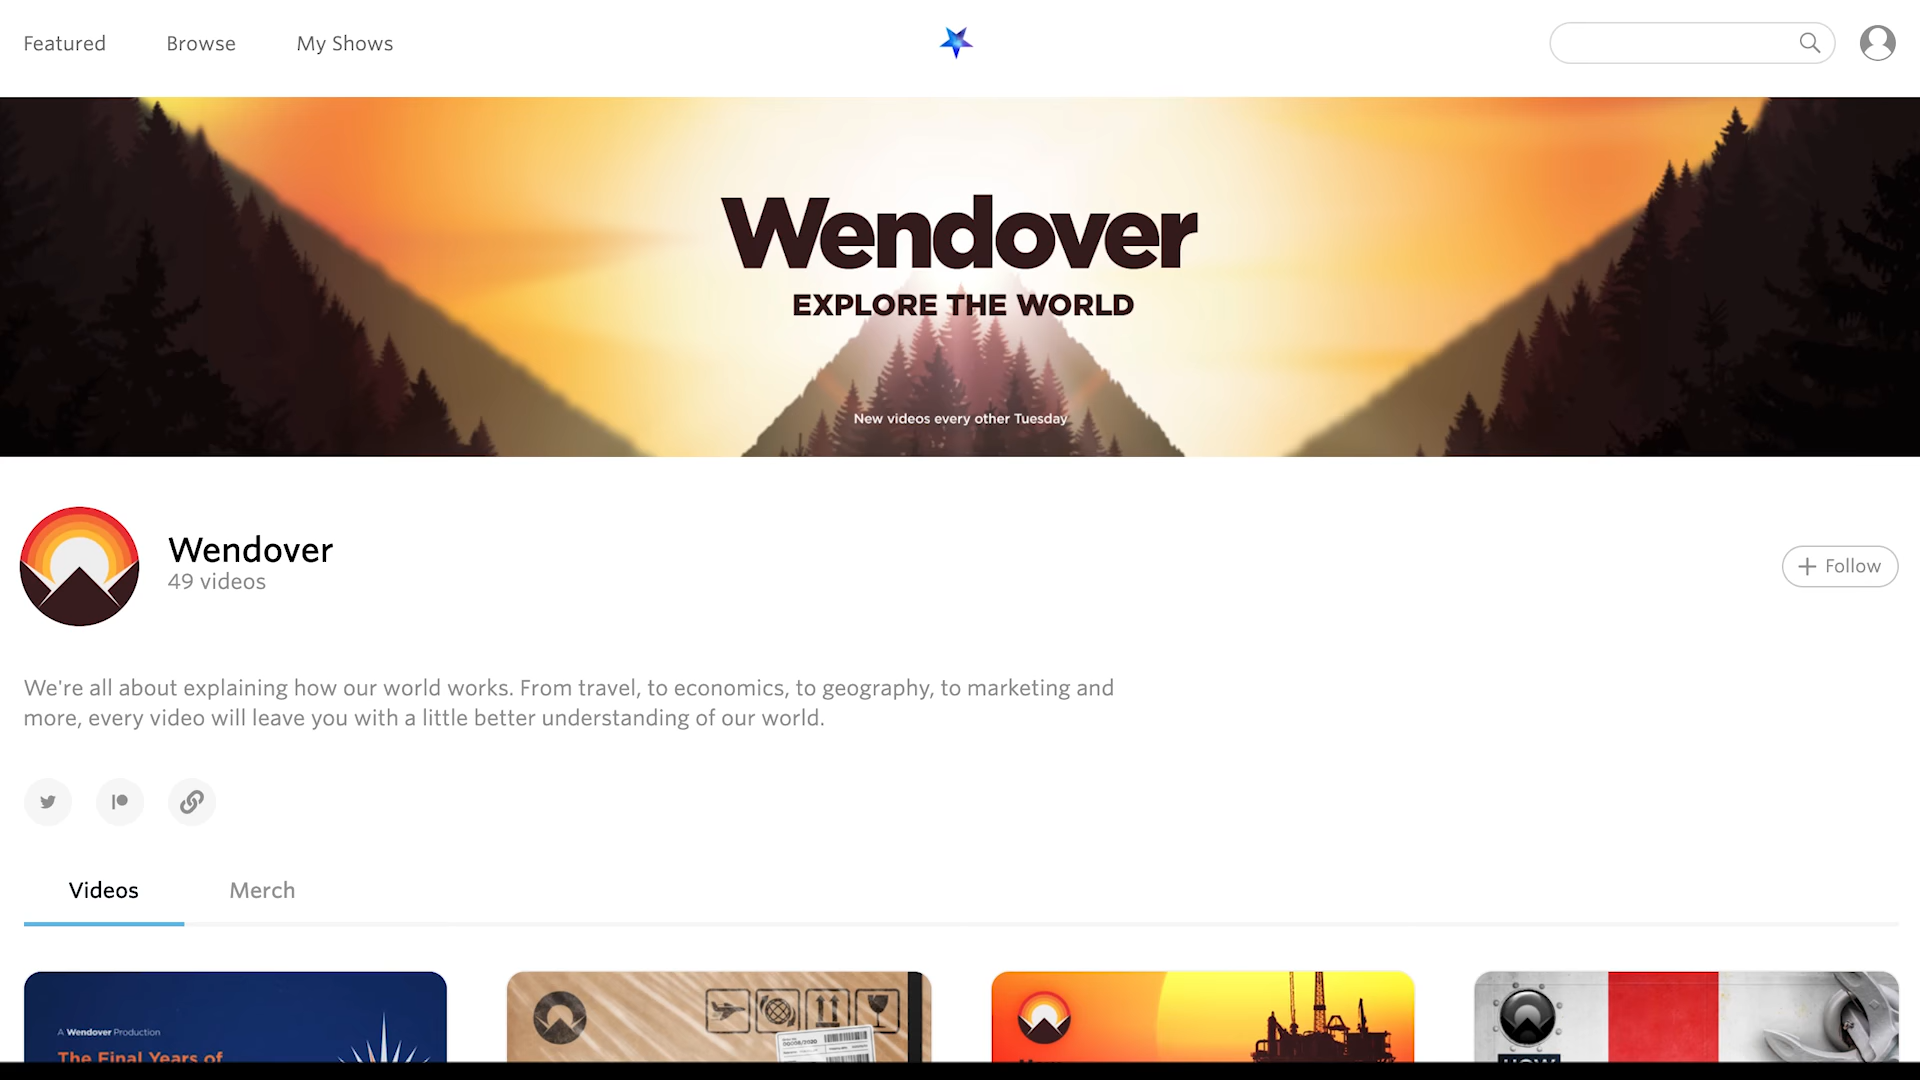 Featured
Browse
My Shows
Wendover
EXPLORE THE WORLD
New videos every other Tuesday
Wendover
49 videos
Follow
We're all about explaining how our world works. From travel, to economics, to geography, to marketing and
more, every video will leave you with a little better understanding of our world.
Videos
Merch
A Wendover Production
The Final Years of
HOW